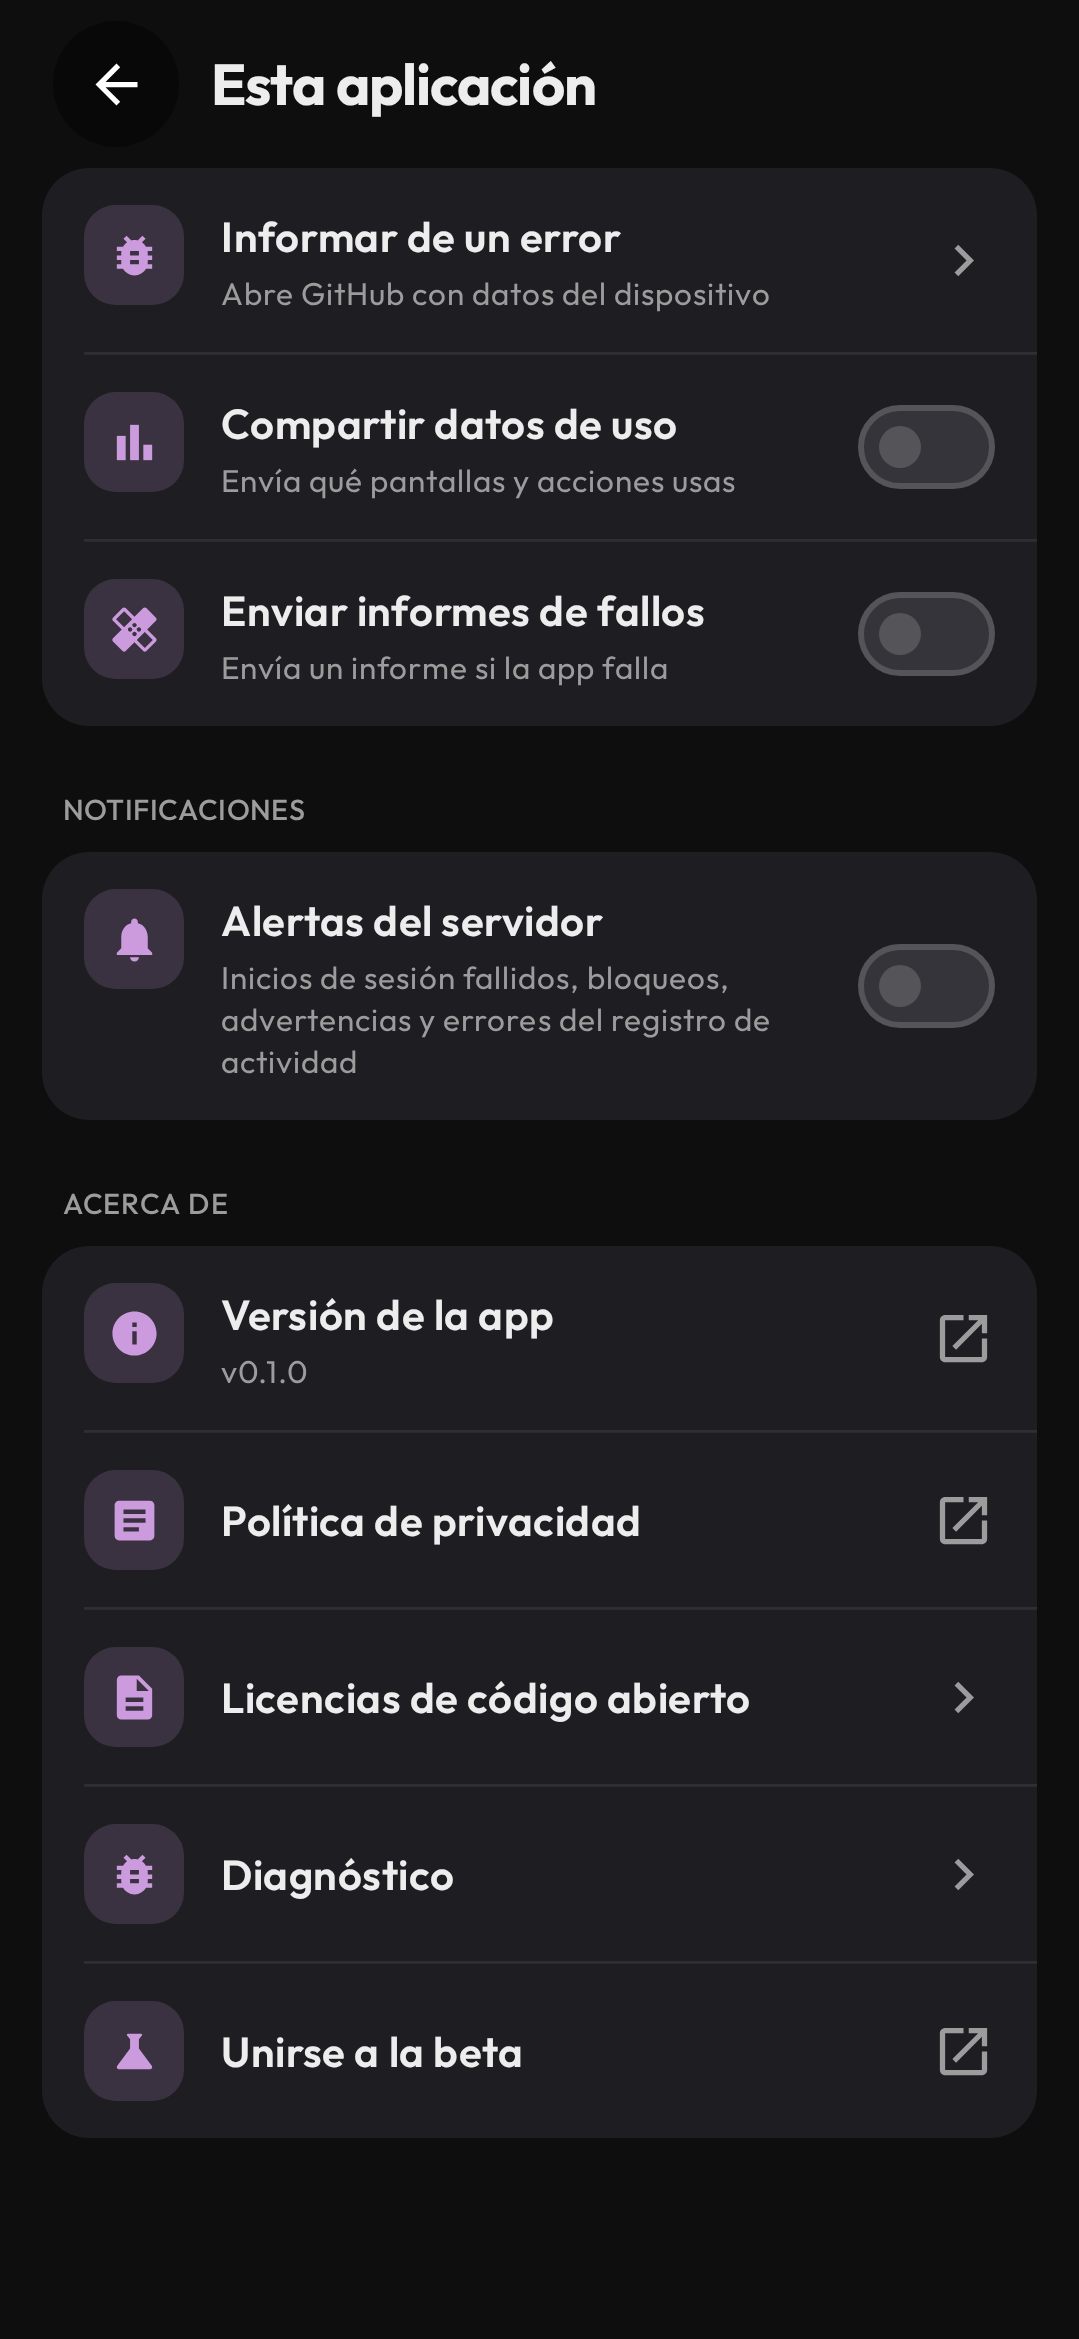 Esta aplicación
Informar de un error
Abre GitHub con datos del dispositivo
Compartir datos de uso
Envía qué pantallas y acciones usas
Enviar informes de fallos
Envía un informe si la app falla
NOTIFICACIONES
Alertas del servidor
Inicios de sesión fallidos, bloqueos,
advertencias y errores del registro de
actividad
ACERCA DE
Versión de la app
v0.1.0
Política de privacidad
Licencias de código abierto
Diagnóstico
Unirse a la beta